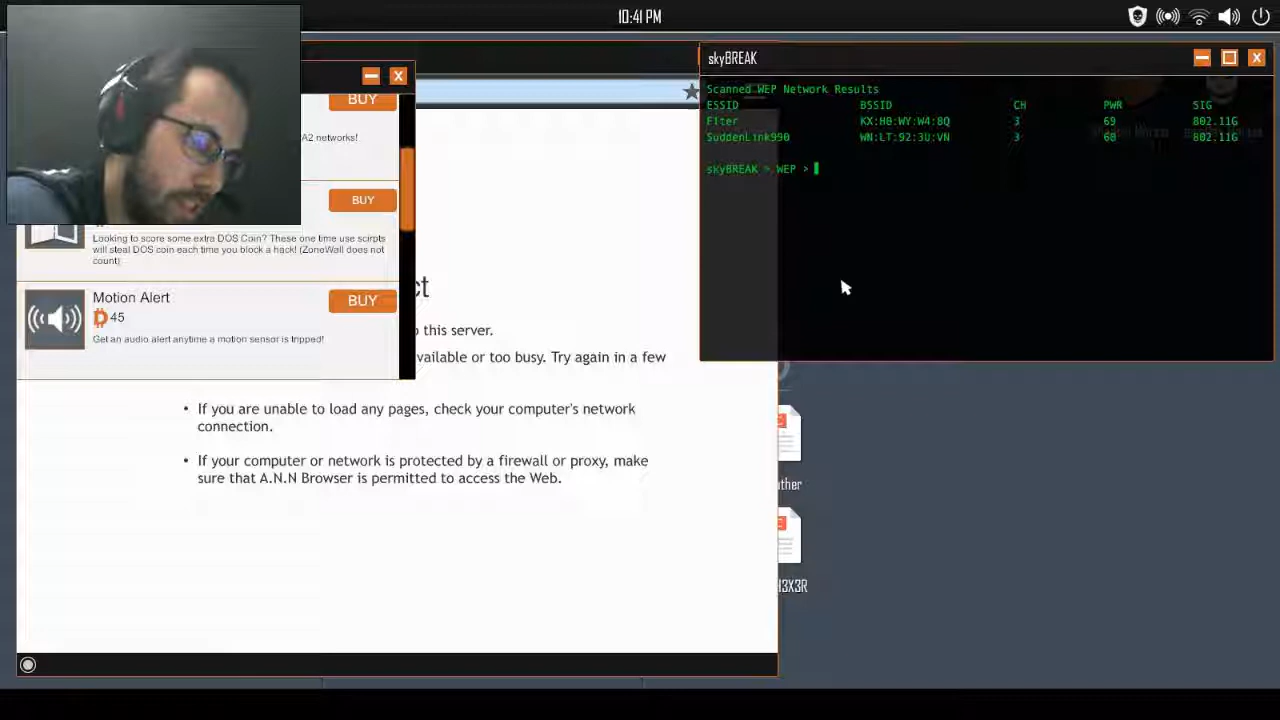 10:41 PM
skyBREAK
Scanned WEP Network Results
ESSID BSSID CH PWR SIG
F1ter KX:H0:WY:W4:8Q 3 69 802.11G
SuddenLink990 WN:LT:92:3U:VN 3 60 802.11G
skyBREAK > WEP >
BUY
A2 networks!
BUY
Looking to score some extra DOS Coin? These one time use scirpts
will steal DOS coin each time you block a hack! (ZoneWall does not
count)
Motion Alert
45
BUY
Get an audio alert anytime a motion sensor is tripped!
ct
this server.
vailable or too busy. Try again in a few
• If you are unable to load any pages, check your computer's network
connection.
• If your computer or network is protected by a firewall or proxy, make
sure that A.N.N Browser is permitted to access the Web.
ther